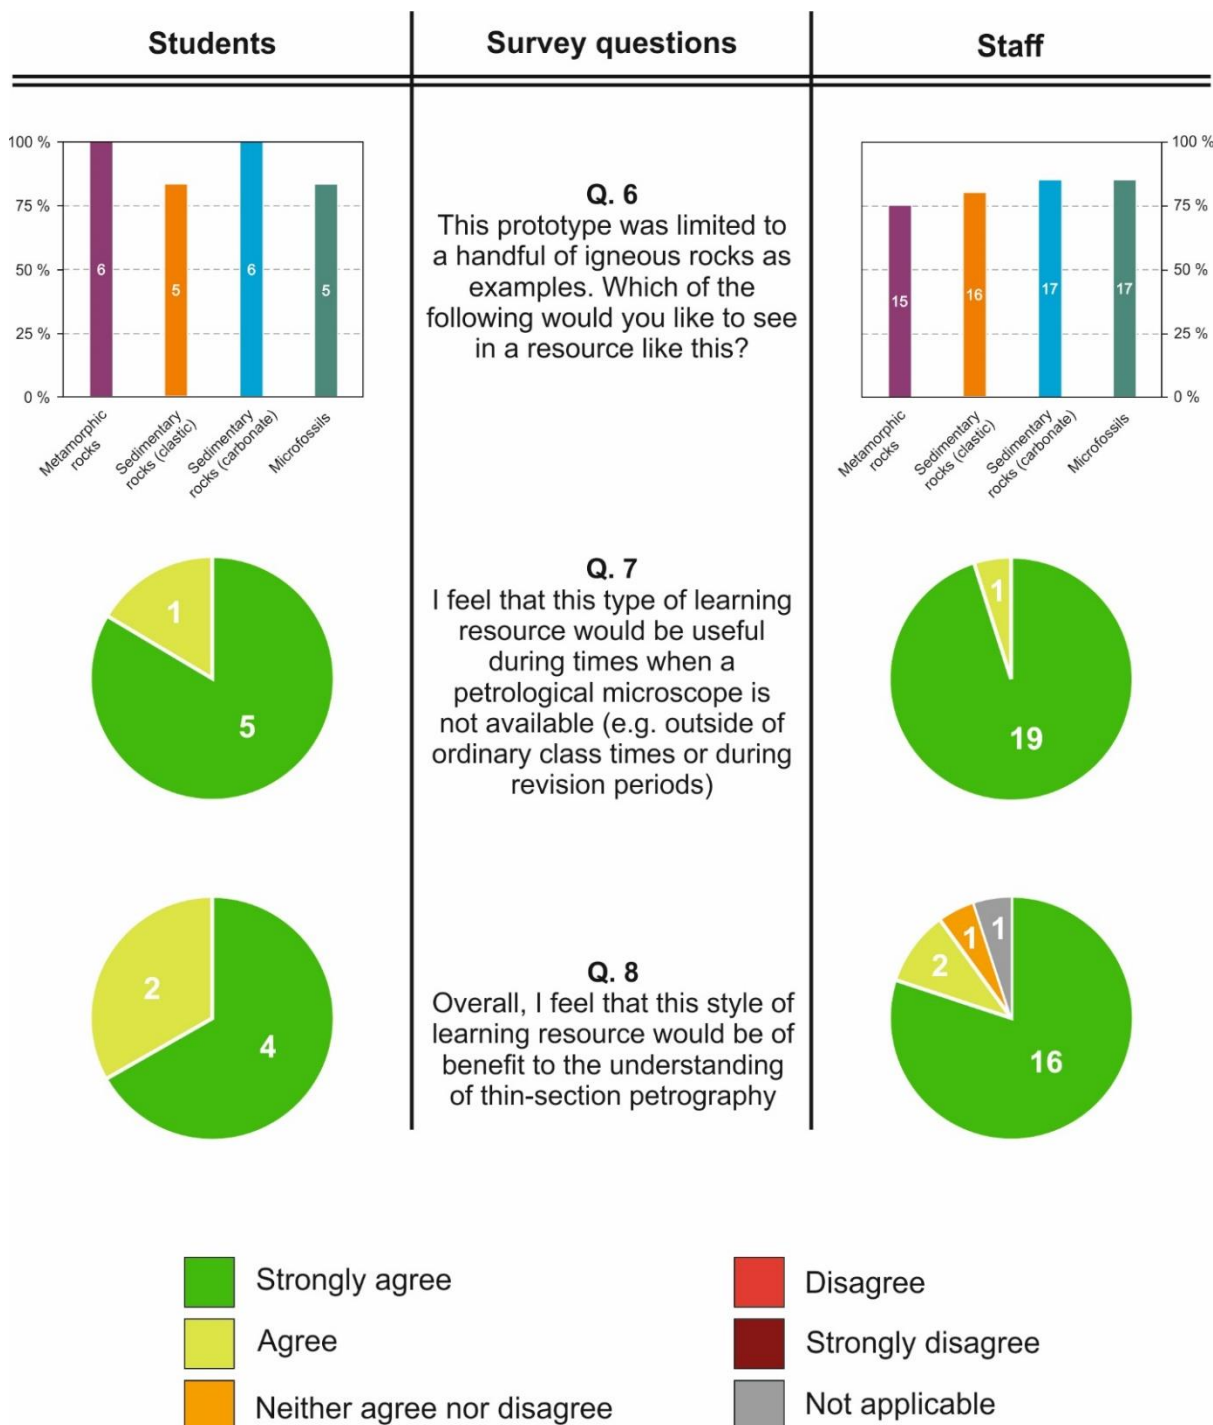 Students
Survey questions
Staff
100 %
75 %
50 %
25 %
0 %
6
5
6
5
Metamorphic
rocks
Sedimentary
rocks (clastic)
Sedimentary
rocks (carbonate)
Microfossils
Q. 6
This prototype was limited to
a handful of igneous rocks as
examples. Which of the
following would you like to see
in a resource like this?
100 %
75 %
50 %
25 %
0 %
15
16
17
17
Metamorphic
rocks
Sedimentary
rocks (clastic)
Sedimentary
rocks (carbonate)
Microfossils
1
5
Q. 7
I feel that this type of learning
resource would be useful
during times when a
petrological microscope is
not available (e.g. outside of
ordinary class times or during
revision periods)
1
19
2
4
Q. 8
Overall, I feel that this style of
learning resource would be of
benefit to the understanding
of thin-section petrography
2
1
1
16
Strongly agree
Agree
Neither agree nor disagree
Disagree
Strongly disagree
Not applicable